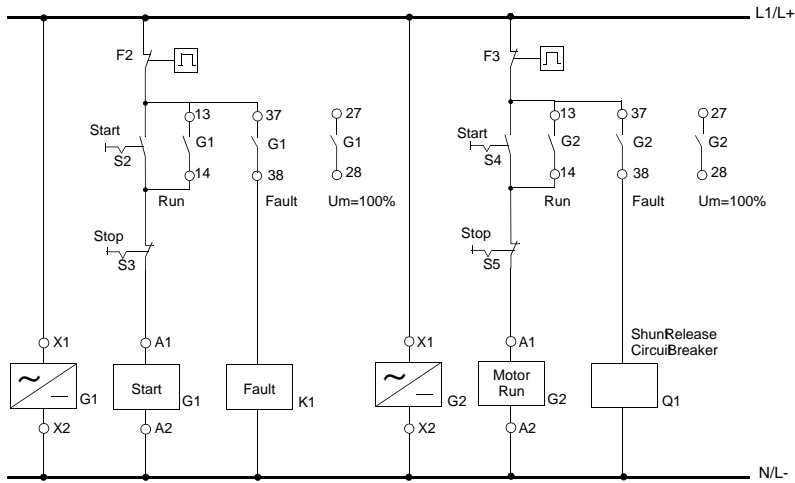 L1/L+
F2
F3
13
37
27
13
37
27
Start
G1
G1
G1
Start
G2
G2
G2
S2
S4
14
38
28
14
38
28
Run
Fault
Um=100%
Run
Fault
Um=100%
Stop
S3
Stop
S5
X1
A1
X1
A1
ShuntRelease
CircuitBreaker
Start
Fault
Motor
Run
G1
G1
K1
G2
G2
Q1
X2
A2
X2
A2
N/L-